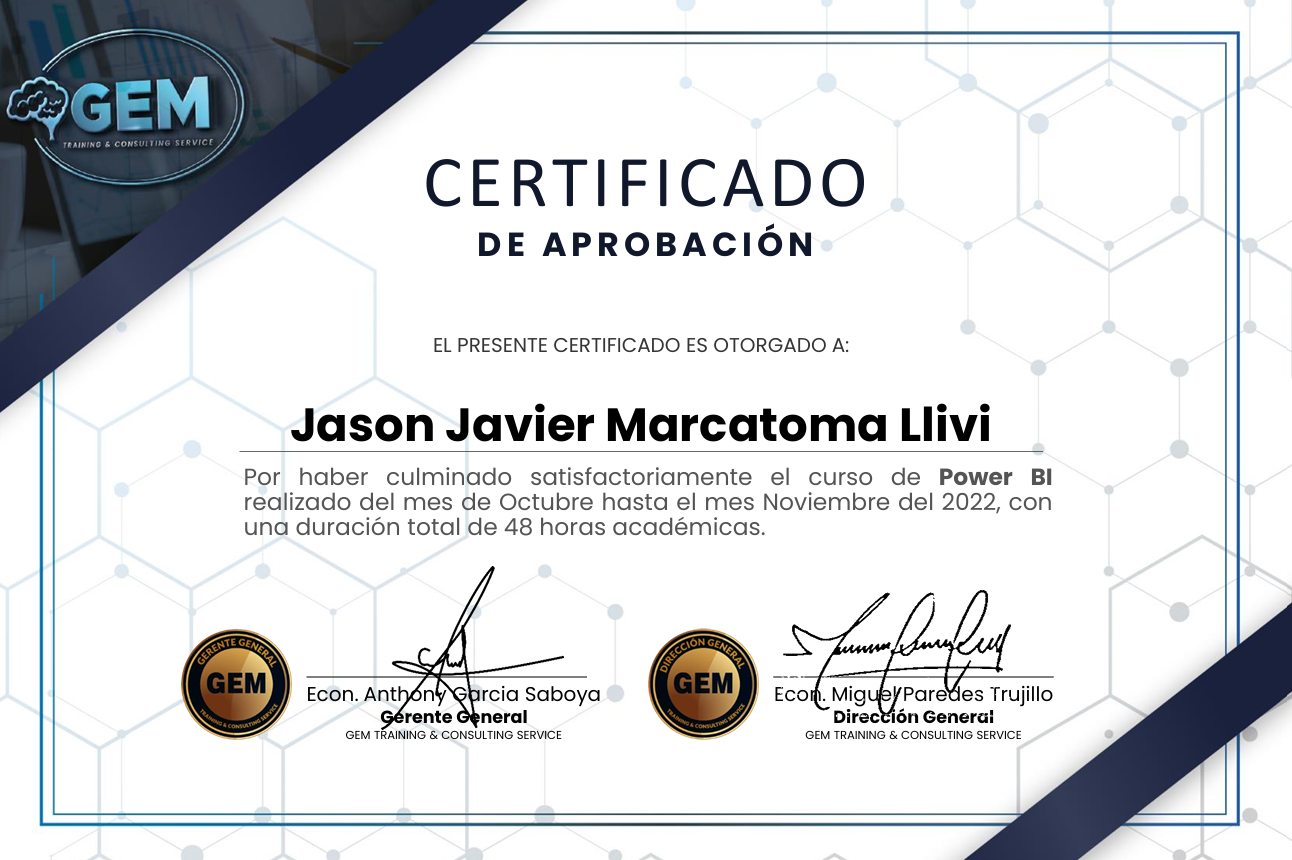 GEM
TRAINING & CONSULTING SERVICE
CERTIFICADO
DE APROBACIÓN
EL PRESENTE CERTIFICADO ES OTORGADO A:
Jason Javier Marcatoma Llivi
Por haber culminado satisfactoriamente el curso de Power BI
realizado del mes de Octubre hasta el mes Noviembre del 2022, con
una duración total de 48 horas académicas.
GERENTE GENERAL
GEM
TRAINING & CONSULTING SERVICE
Econ. Anthony Garcia Saboya
Gerente General
GEM TRAINING & CONSULTING SERVICE
DIRECCIÓN GENERAL
GEM
TRAINING & CONSULTING SERVICE
Econ. Miguel Paredes Trujillo
Dirección General
GEM TRAINING & CONSULTING SERVICE